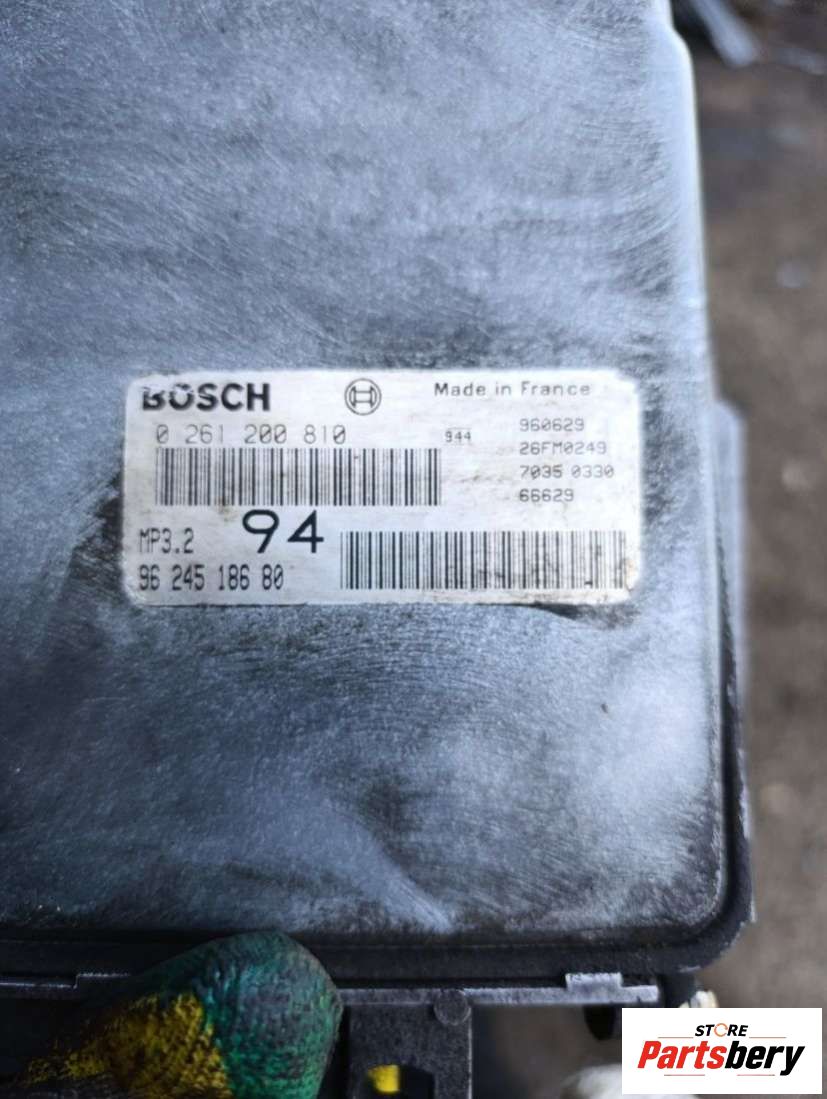 BOSCH
Made in France
0 261 200 810
944
960629
26FM0249
7035 0330
66629
MP3.2
94
96 245 186 80
STORE
Partsbery